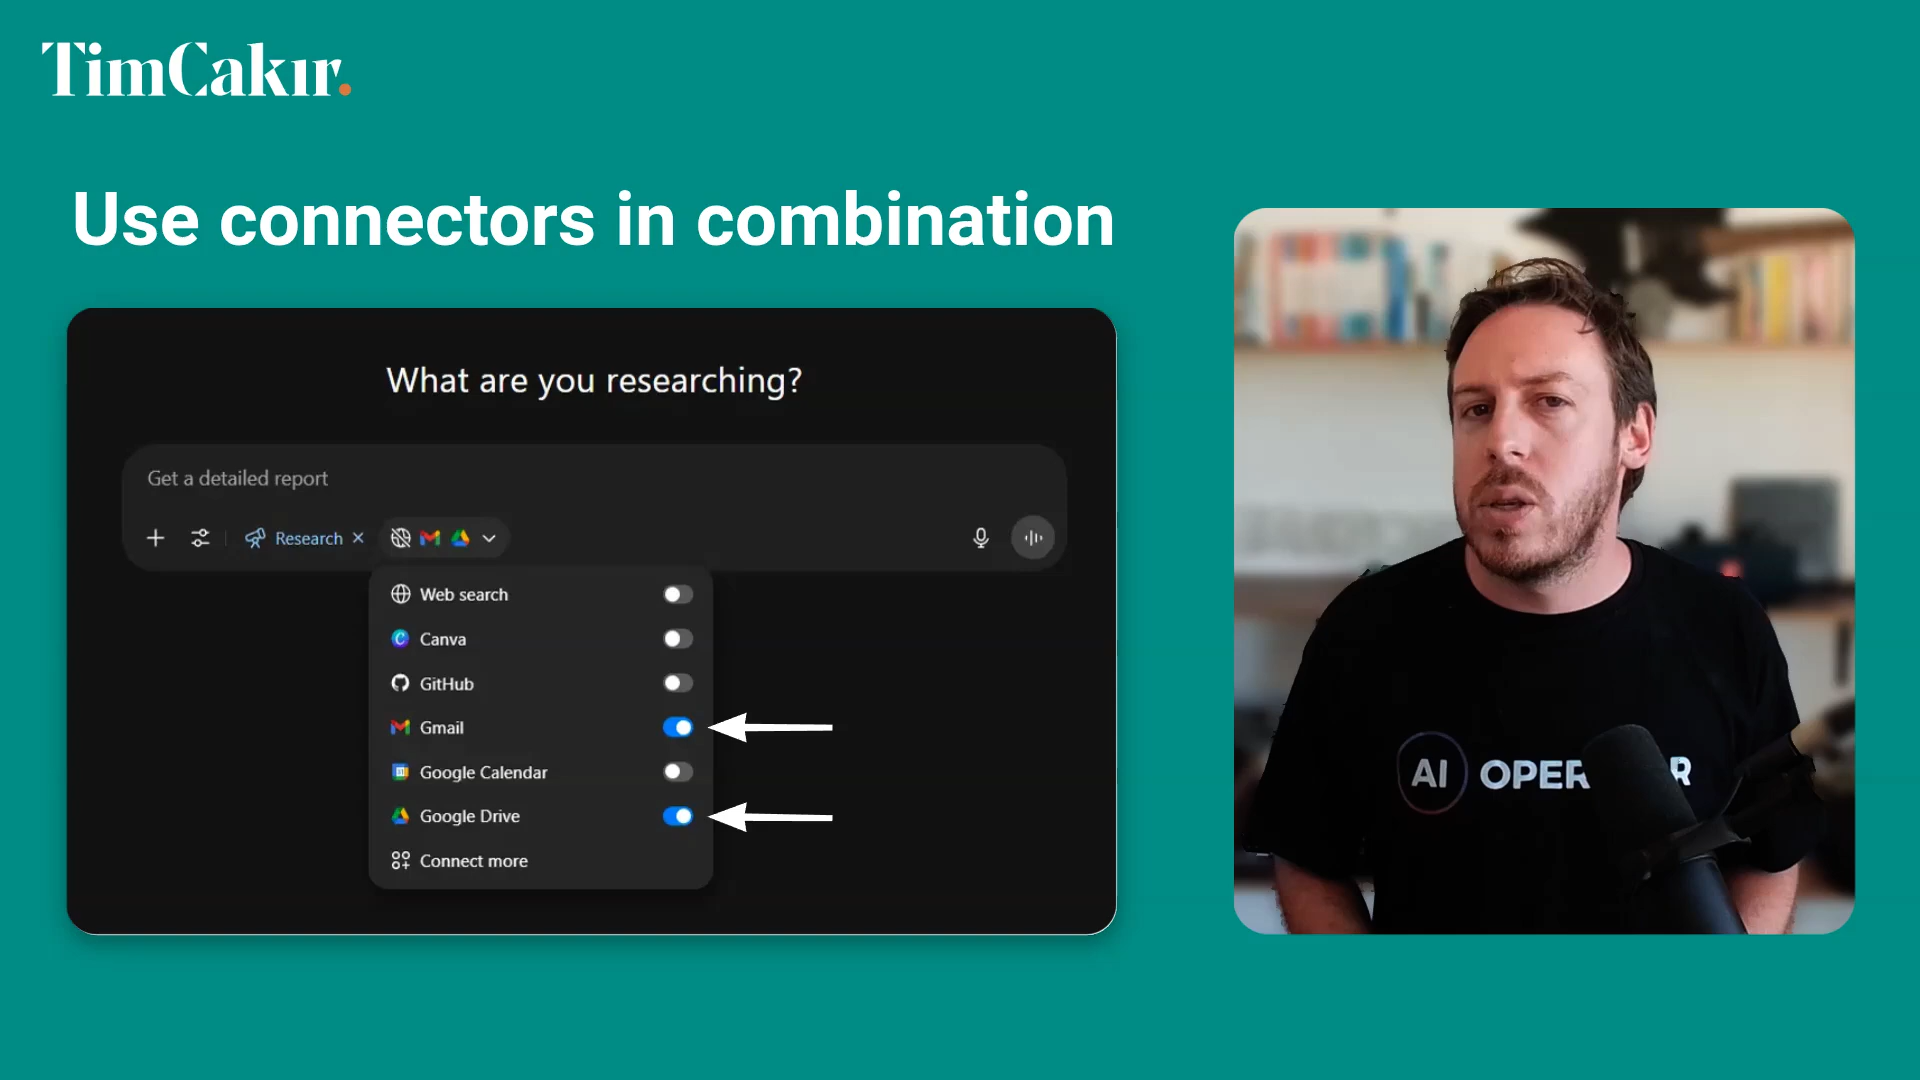 TimCakır.
Use connectors in combination
What are you researching?
Get a detailed report
Research
Web search
Canva
GitHub
Gmail
Google Calendar
Google Drive
Connect more
AI